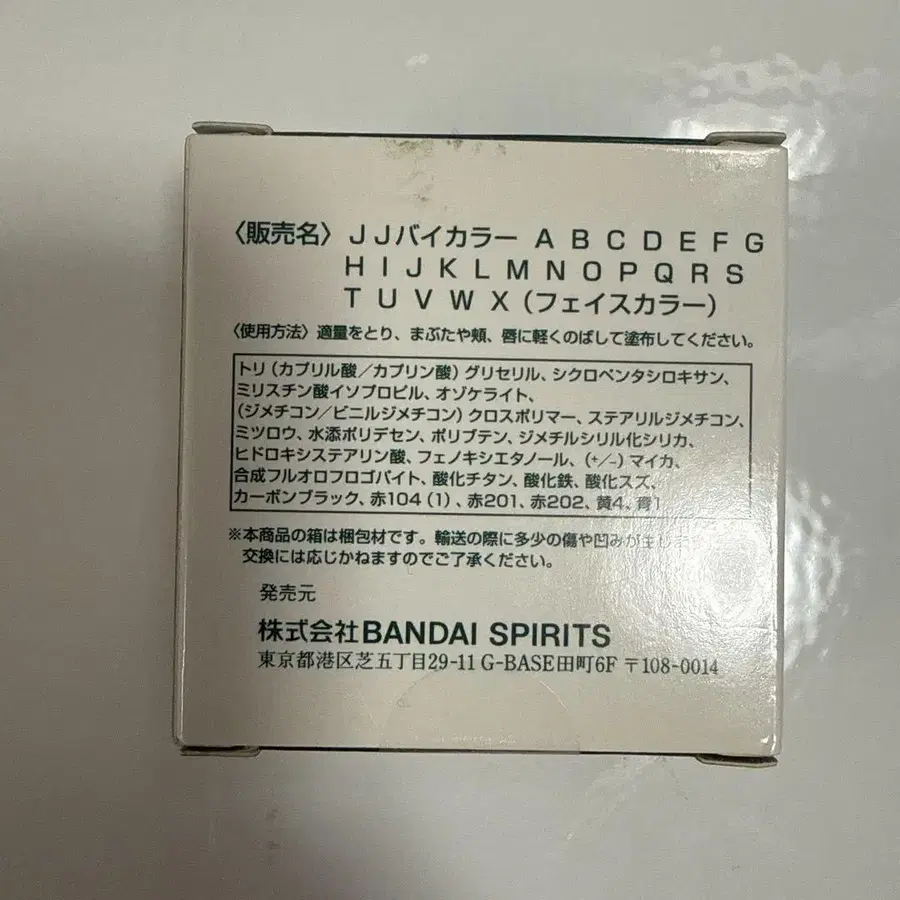 〈販売名〉 JJバイカラー A B C D E F G
H I J K L M N O P Q R S
T U V W X (フェイスカラー)
〈使用方法〉適量をとり、まぶたや頬、唇に軽くのばして塗布してください。
トリ(カプリル酸/カプリン酸)グリセリル、シクロペンタシロキサン、
ミリスチン酸イソプロピル、オゾケライト、
(ジメチコン/ビニルジメチコン)クロスポリマー、ステアリルジメチコン、
ミツロウ、水添ポリデセン、ポリブテン、ジメチルシリル化シリカ、
ヒドロキシステアリン酸、フェノキシエタノール、(+/-)マイカ、
合成フルオロフロゴパイト、酸化チタン、酸化鉄、酸化スズ、
カーボンブラック、赤104(1)、赤201、赤202、黄4、青1
※本商品の箱は梱包材です。輸送の際に多少の傷や凹みが生じま
交換には応じかねますのでご了承ください。
発売元
株式会社BANDAI SPIRITS
東京都港区芝五丁目29-11 G-BASE田町6F 〒108-0014